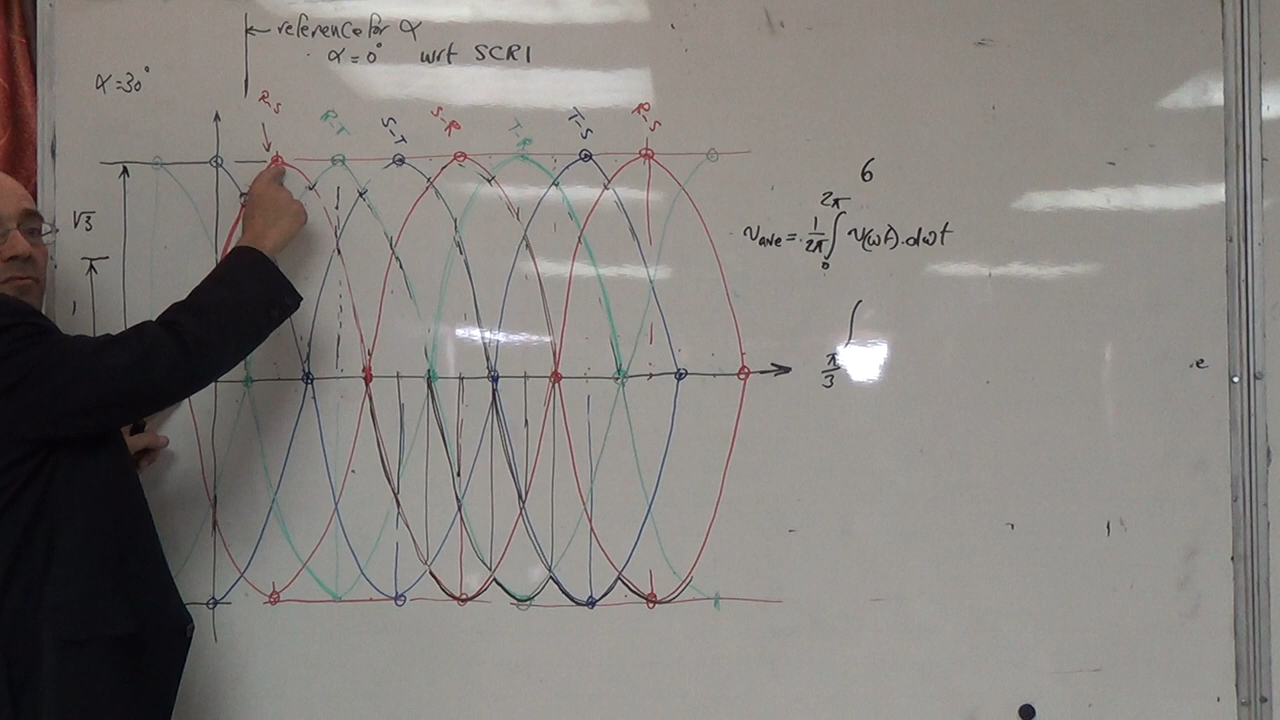 ← reference for α
α = 0° wrt SCR1
α = 30°
R-S
R-T
S-T
S-R
T-R
T-S
R-S
√3
1
6
2π
v_ave = 1/2π ∫ v(ωt).dωt
0
∫
π/3